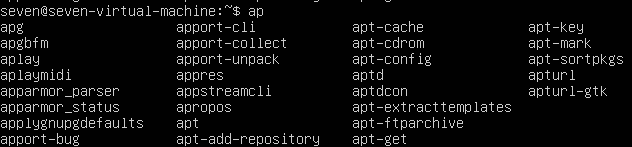 seven@seven-virtual-machine:~$ ap
apg apport-cli apt-cache apt-key
apgbfm apport-collect apt-cdrom apt-mark
aplay apport-unpack apt-config apt-sortpkgs
aplaymidi appres aptd apturl
apparmor_parser appstreamcli aptdcon apturl-gtk
apparmor_status apropos apt-extracttemplates
applygnupgdefaults apt apt-ftparchive
apport-bug apt-add-repository apt-get